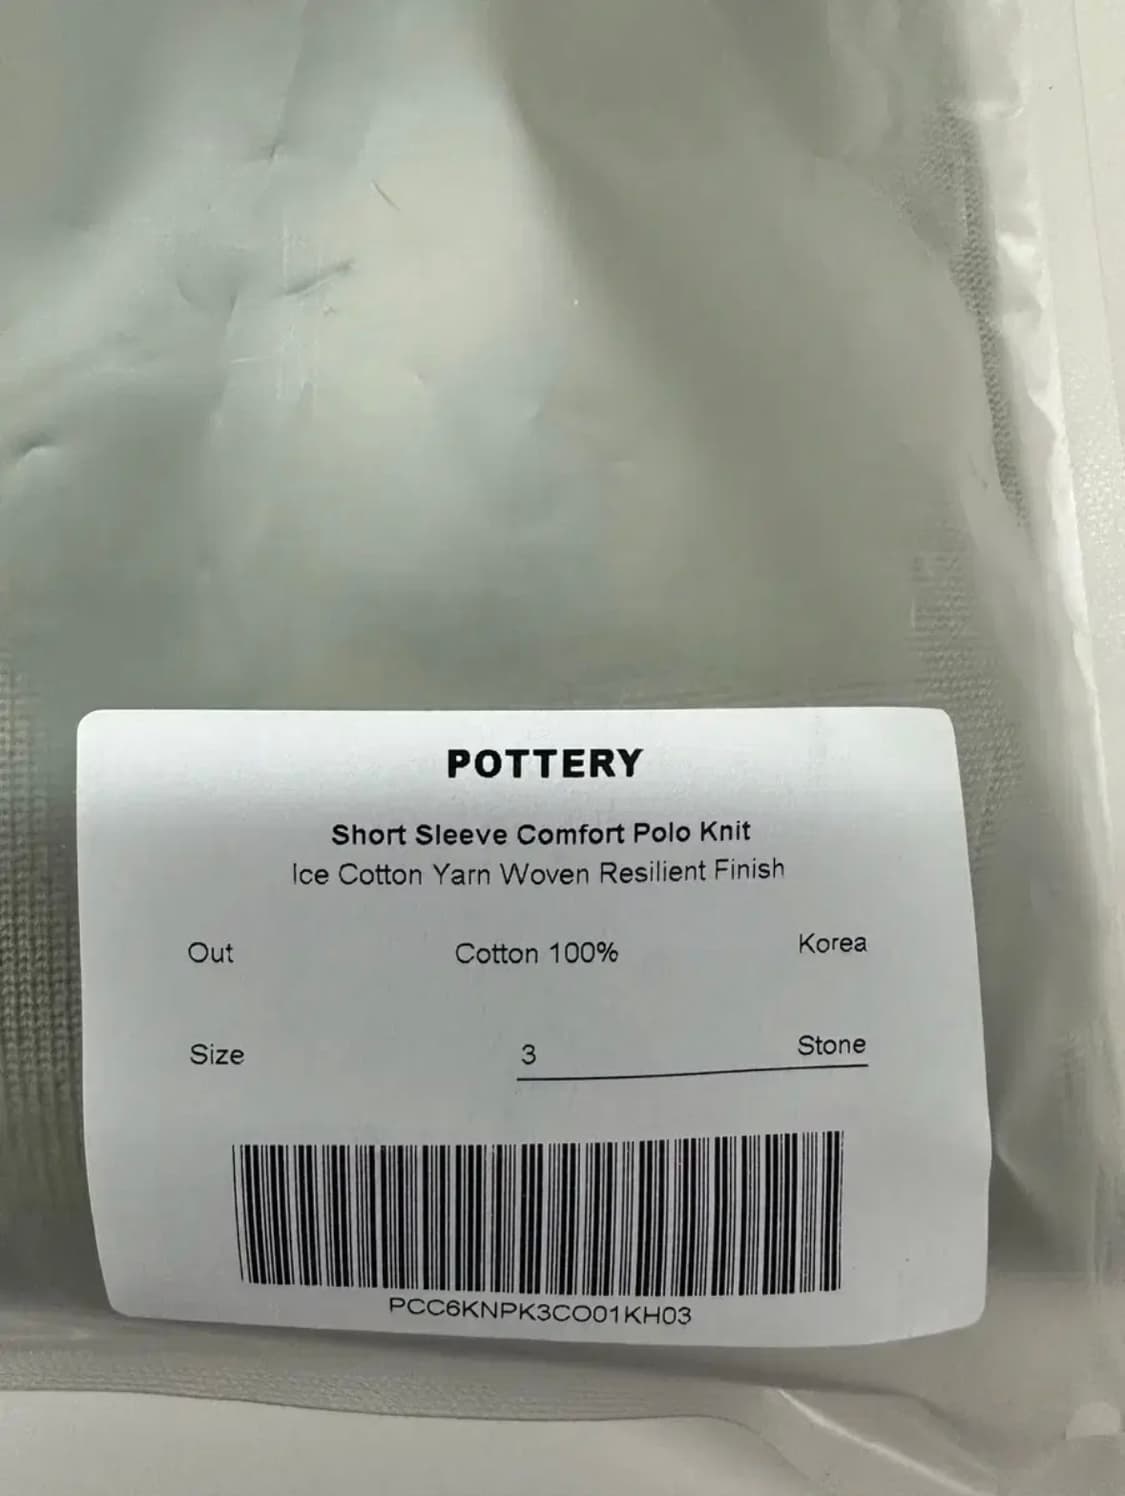 POTTERY
Short Sleeve Comfort Polo Knit
Ice Cotton Yarn Woven Resilient Finish
Out Cotton 100% Korea
Size 3 Stone
PCC6KNPK3CO01KH03